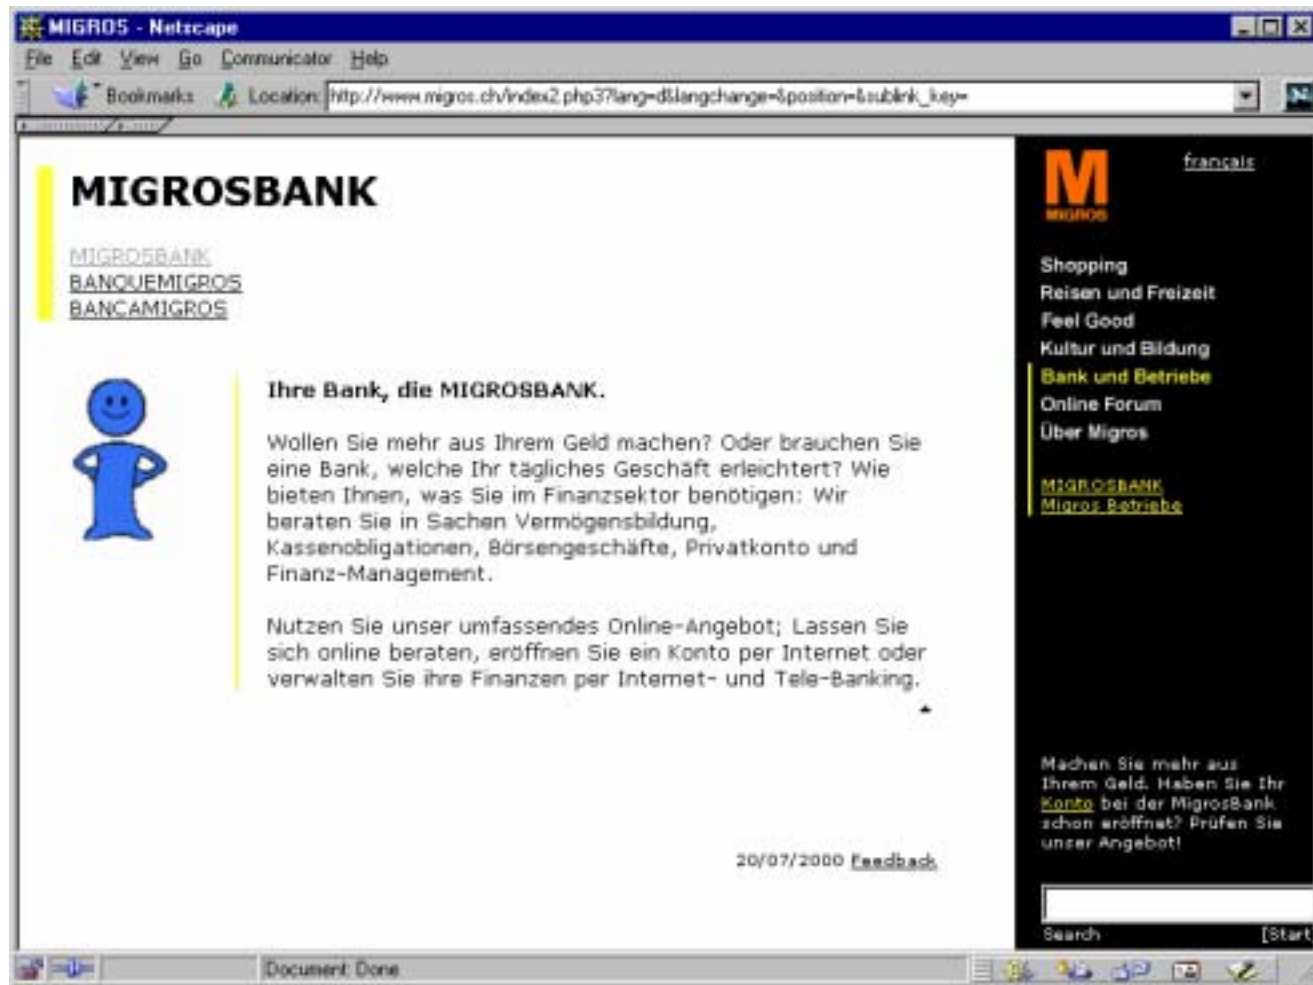 MIGROS - Netscape
File Edit View Go Communicator Help
Bookmarks Location: http://www.migros.ch/index2.php3?lang=d&langchange=&position=&sublink_key=
MIGROSBANK
MIGROSBANK
BANQUEMIGROS
BANCAMIGROS
Ihre Bank, die MIGROSBANK.
Wollen Sie mehr aus Ihrem Geld machen? Oder brauchen Sie
eine Bank, welche Ihr tägliches Geschäft erleichtert? Wie
bieten Ihnen, was Sie im Finanzsektor benötigen: Wir
beraten Sie in Sachen Vermögensbildung,
Kassenobligationen, Börsengeschäfte, Privatkonto und
Finanz-Management.
Nutzen Sie unser umfassendes Online-Angebot; Lassen Sie
sich online beraten, eröffnen Sie ein Konto per Internet oder
verwalten Sie ihre Finanzen per Internet- und Tele-Banking.
20/07/2000 Feedback
français
M
MIGROS
Shopping
Reisen und Freizeit
Feel Good
Kultur und Bildung
Bank und Betriebe
Online Forum
Über Migros
MIGROSBANK
Migros Betriebe
Machen Sie mehr aus
Ihrem Geld. Haben Sie Ihr
Konto bei der MigrosBank
schon eröffnet? Prüfen Sie
unser Angebot!
Search [Start
Document: Done